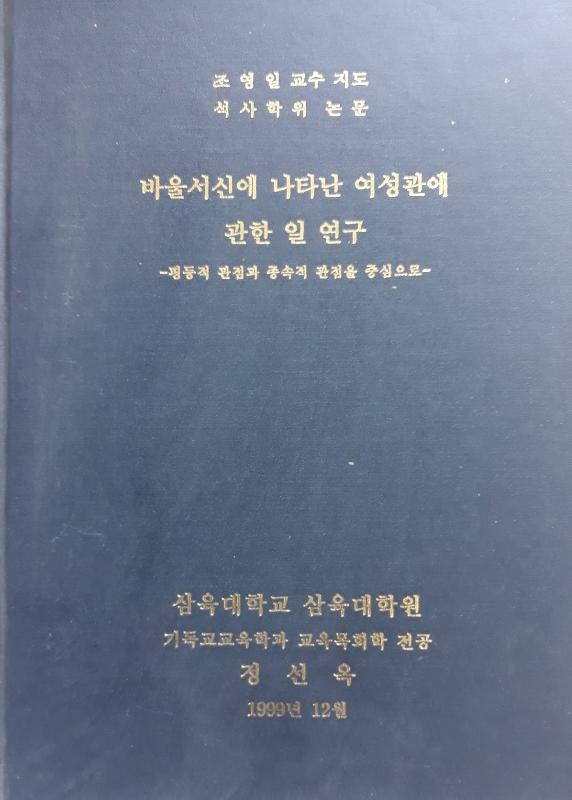 조 영 일 교수 지도
석 사 학 위 논 문
바울서신에 나타난 여성관에
관한 일 연구
-평등적 관점과 종속적 관점을 중심으로-
삼육대학교 삼육대학원
기독교교육학과 교육목회학 전공
정 선 옥
1999년 12월